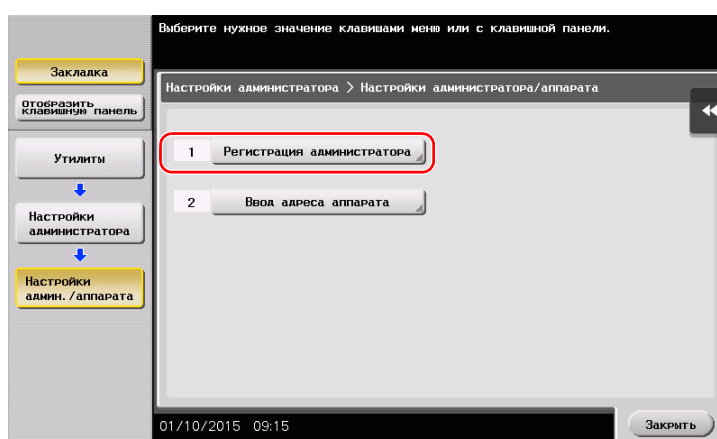 Выберите нужное значение клавишами меню или с клавишной панели.
Закладка
Отобразить
клавишную панель
Настройки администратора > Настройки администратора/аппарата
1 Регистрация администратора
Утилиты
2 Ввод адреса аппарата
Настройки
администратора
Настройки
админ./аппарата
01/10/2015 09:15
Закрыть